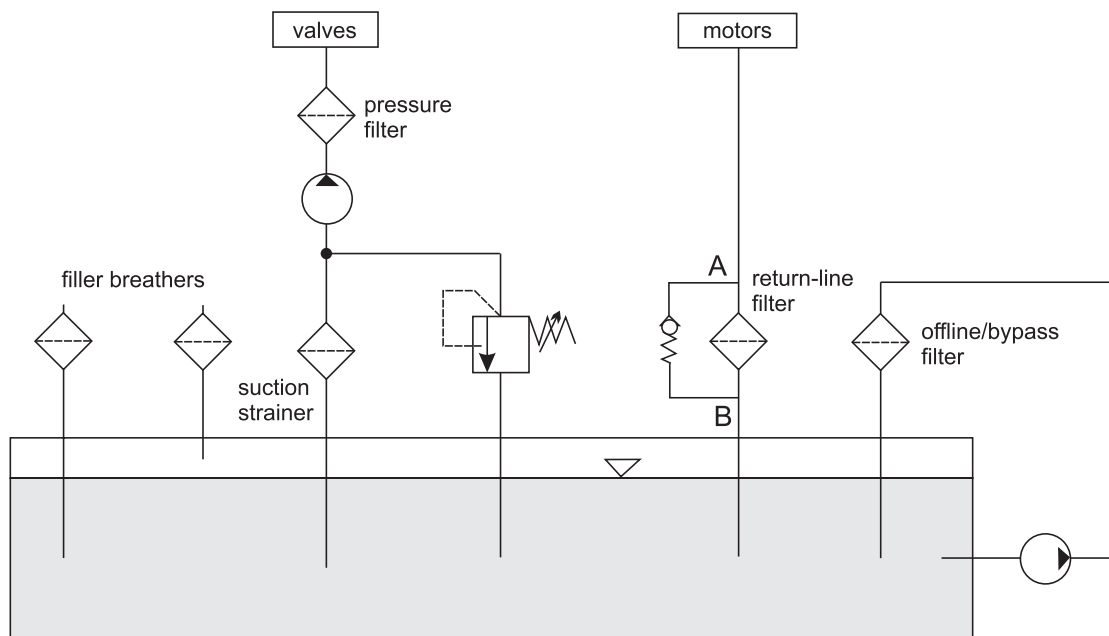 valves
motors
pressure
filter
filler breathers
A
return-line
filter
offline/bypass
filter
suction
strainer
B